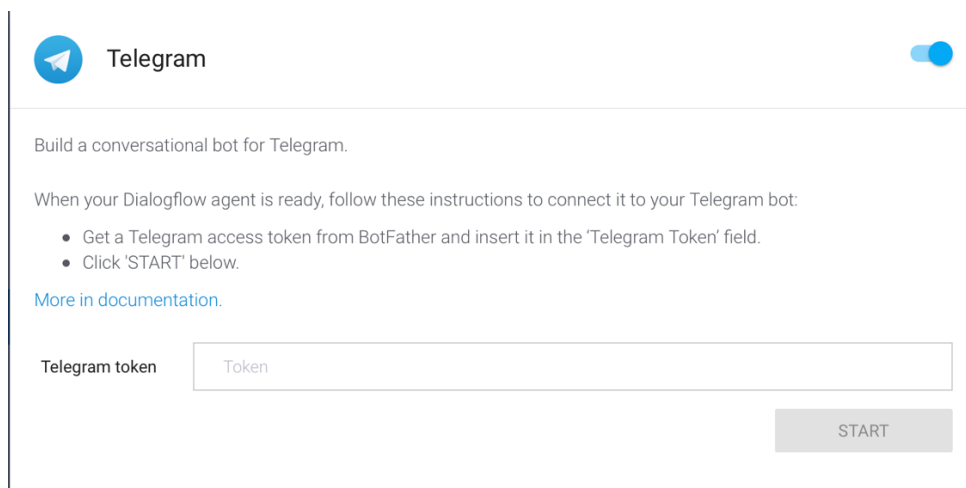 Telegram
Build a conversational bot for Telegram.
When your Dialogflow agent is ready, follow these instructions to connect it to your Telegram bot:
• Get a Telegram access token from BotFather and insert it in the ‘Telegram Token’ field.
• Click 'START' below.
More in documentation.
Telegram token Token
START